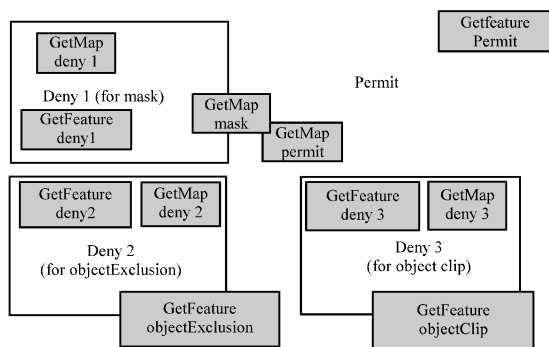 Getfeature
Permit
GetMap
deny 1
Deny 1 (for mask)
Permit
GetMap
mask
GetFeature
deny1
GetMap
permit
GetFeature
deny2
GetMap
deny 2
Deny 2
(for objectExclusion)
GetFeature
objectExclusion
GetFeature
deny 3
GetMap
deny 3
Deny 3
(for object clip)
GetFeature
objectClip